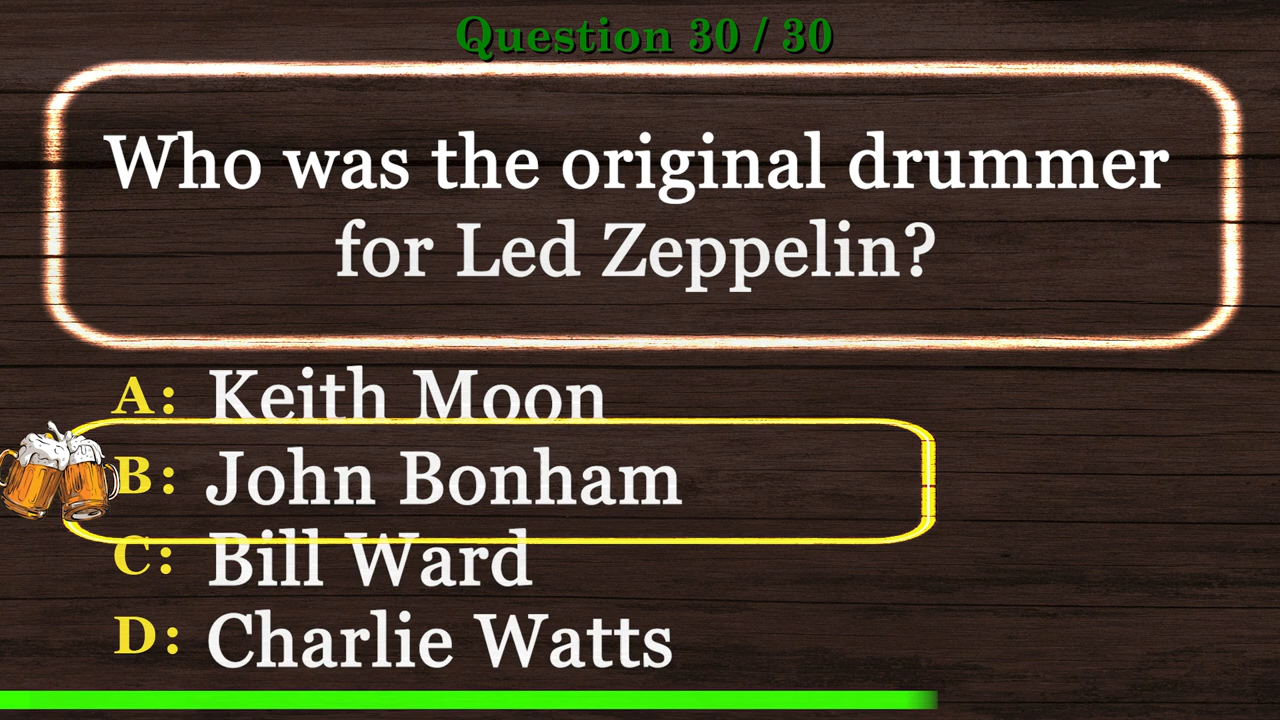 Question 30 / 30
Who was the original drummer
for Led Zeppelin?
A: Keith Moon
B: John Bonham
C: Bill Ward
D: Charlie Watts